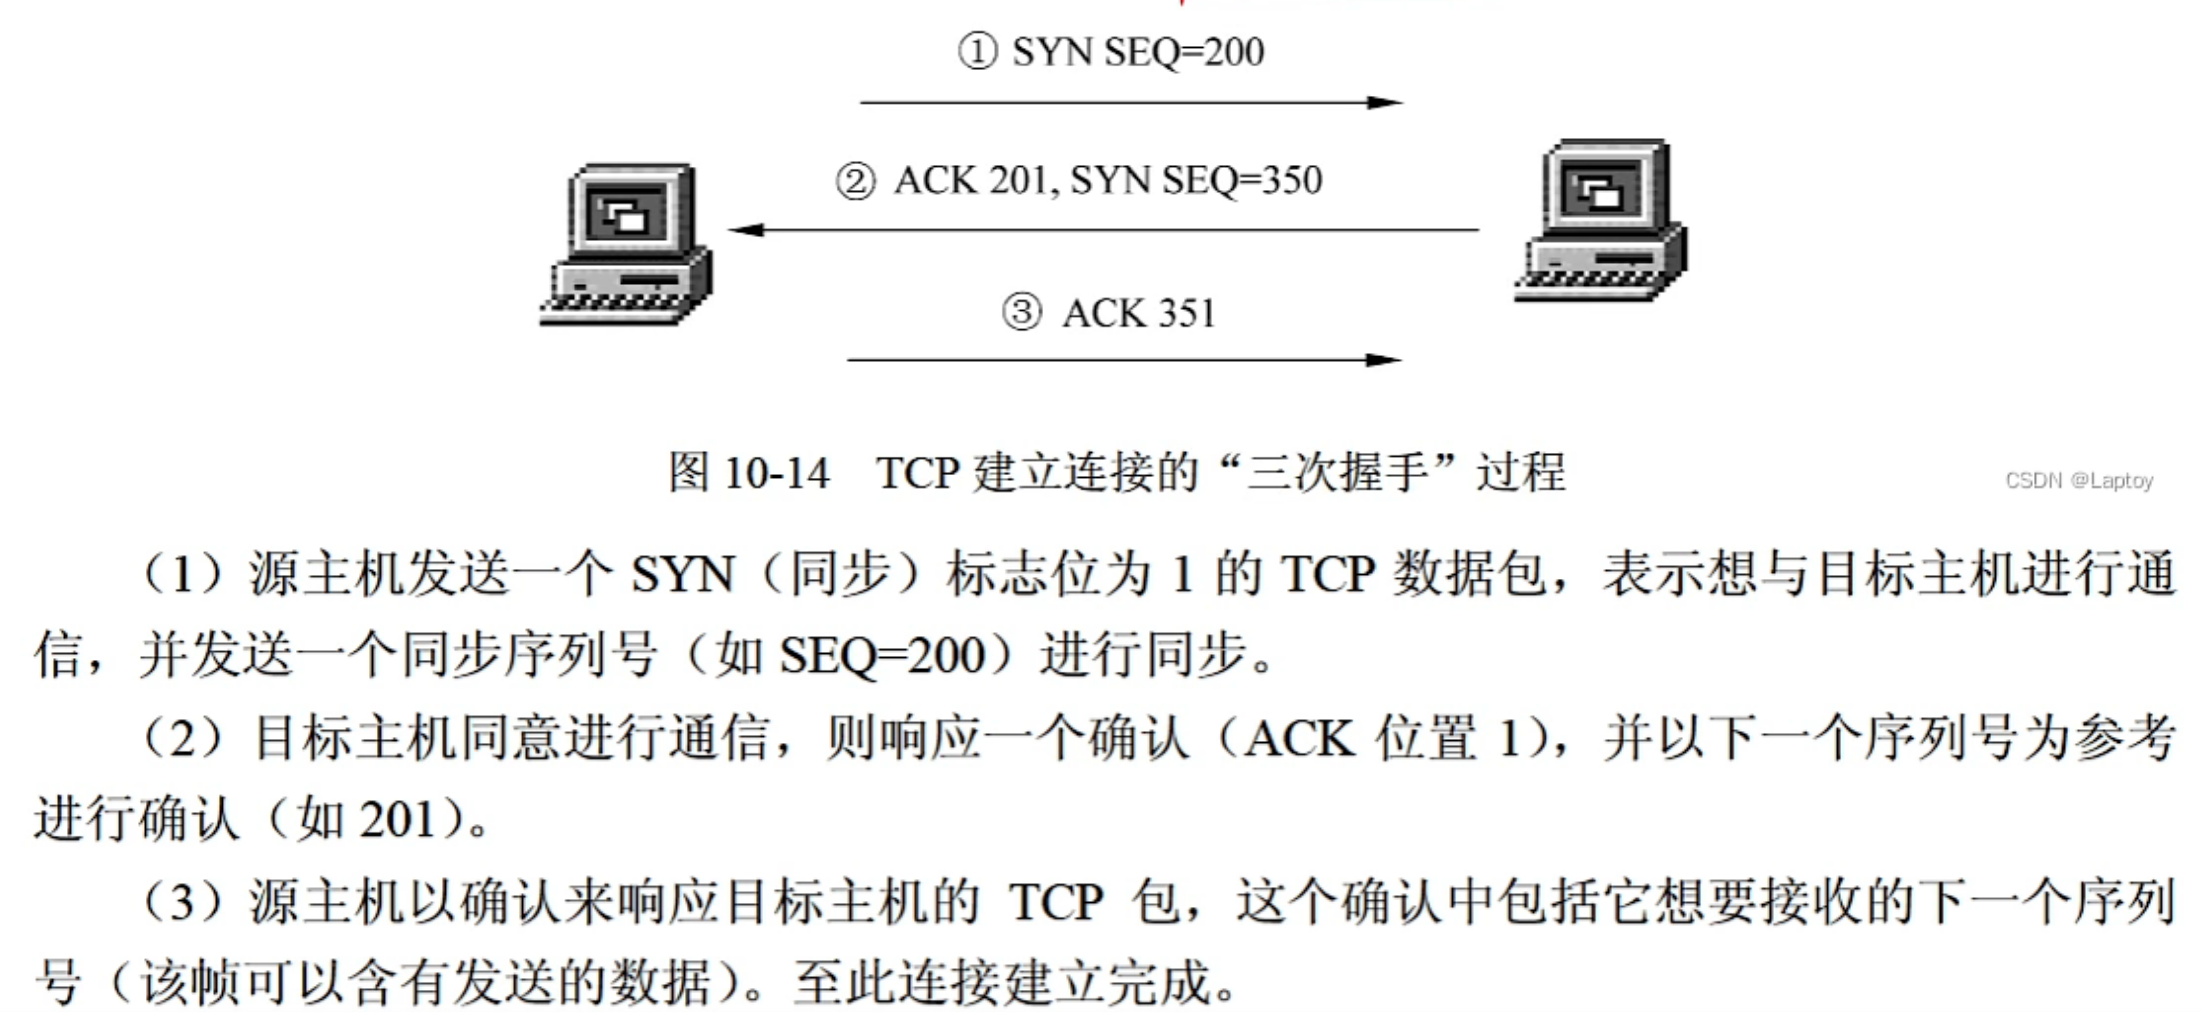 ① SYN SEQ=200
② ACK 201, SYN SEQ=350
③ ACK 351
图 10-14 TCP 建立连接的“三次握手”过程
CSDN @Laptoy
（1）源主机发送一个 SYN（同步）标志位为 1 的 TCP 数据包，表示想与目标主机进行通
信，并发送一个同步序列号（如 SEQ=200）进行同步。
（2）目标主机同意进行通信，则响应一个确认（ACK 位置 1），并以下一个序列号为参考
进行确认（如 201）。
（3）源主机以确认来响应目标主机的 TCP 包，这个确认中包括它想要接收的下一个序列
号（该帧可以含有发送的数据）。至此连接建立完成。